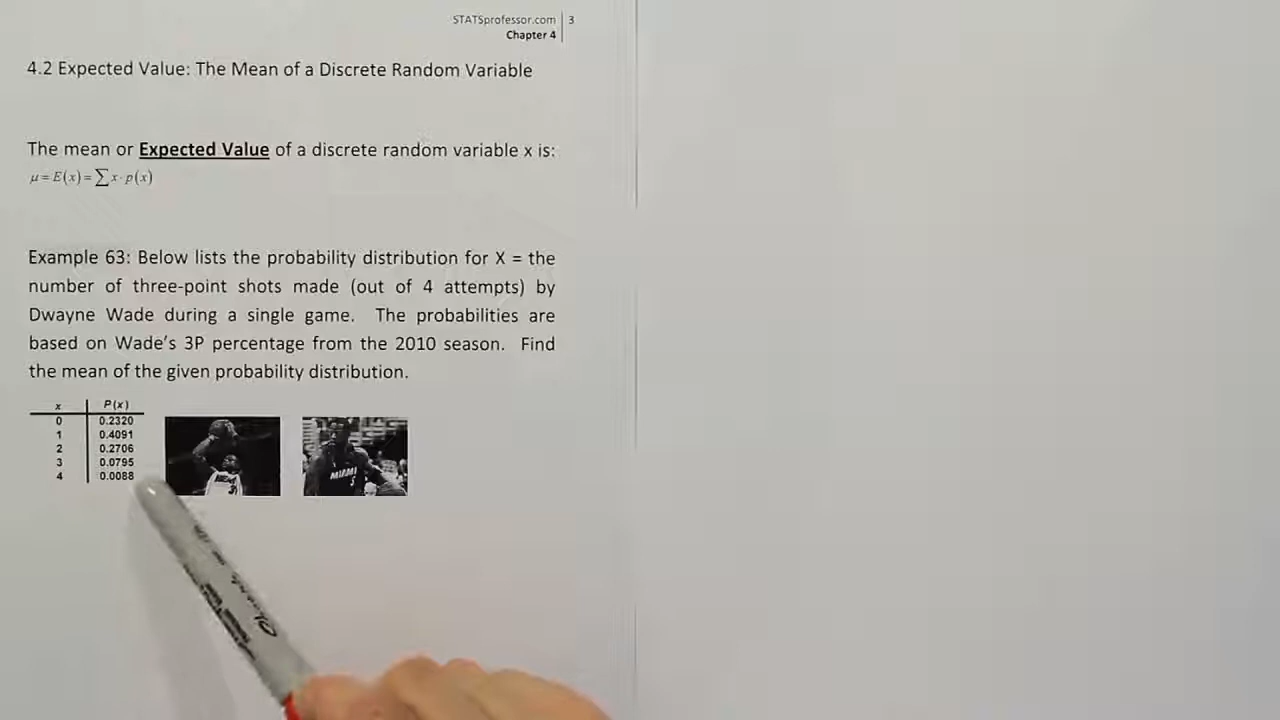 STATSprofessor.com 3
Chapter 4
4.2 Expected Value: The Mean of a Discrete Random Variable
The mean or Expected Value of a discrete random variable x is:
μ = E(x) = ∑ x · p(x)
Example 63: Below lists the probability distribution for X = the
number of three-point shots made (out of 4 attempts) by
Dwayne Wade during a single game. The probabilities are
based on Wade's 3P percentage from the 2010 season. Find
the mean of the given probability distribution.
x P(x)
0 0.2320
1 0.4091
2 0.2706
3 0.0795
4 0.0088
MIAMI